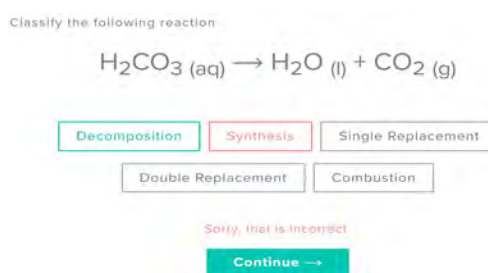 Classify the following reaction
H₂CO₃ (aq) → H₂O (l) + CO₂ (g)
Decomposition Synthesis Single Replacement
Double Replacement Combustion
Sorry, that is incorrect
Continue →